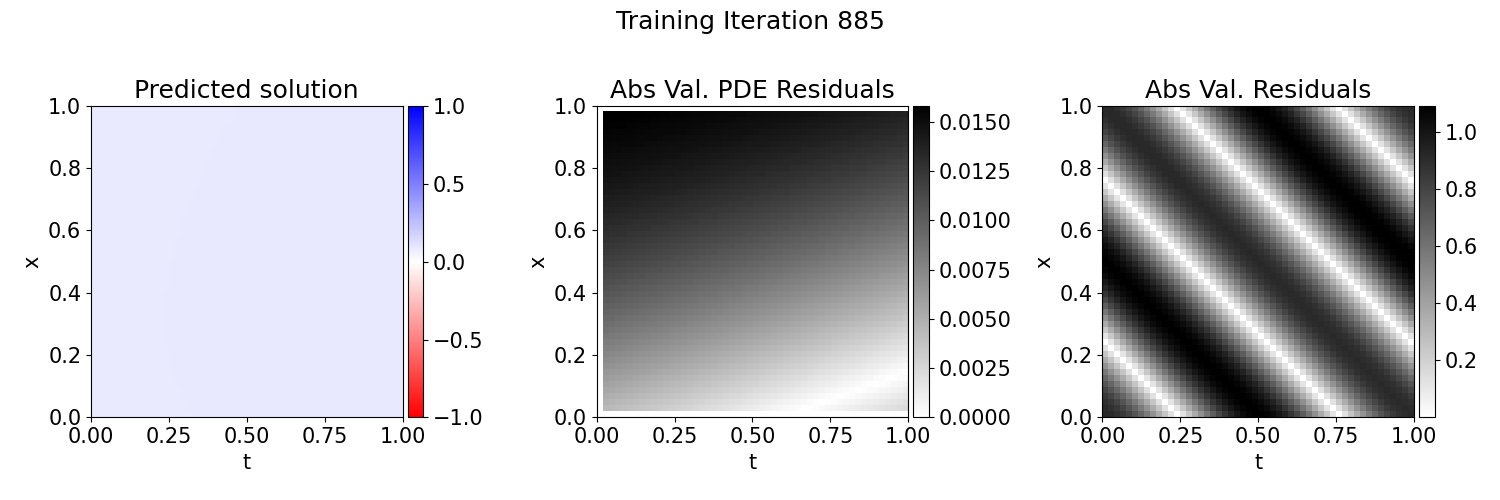 Training Iteration 885
Predicted solution
Abs Val. PDE Residuals
Abs Val. Residuals
1.0
0.8
0.6
0.4
0.2
0.0
x
0.00 0.25 0.50 0.75 1.00
t
1.0
0.5
0.0
−0.5
−1.0
1.0
0.8
0.6
0.4
0.2
0.0
x
0.00 0.25 0.50 0.75 1.00
t
0.0150
0.0125
0.0100
0.0075
0.0050
0.0025
0.0000
1.0
0.8
0.6
0.4
0.2
0.0
x
0.00 0.25 0.50 0.75 1.00
t
1.0
0.8
0.6
0.4
0.2